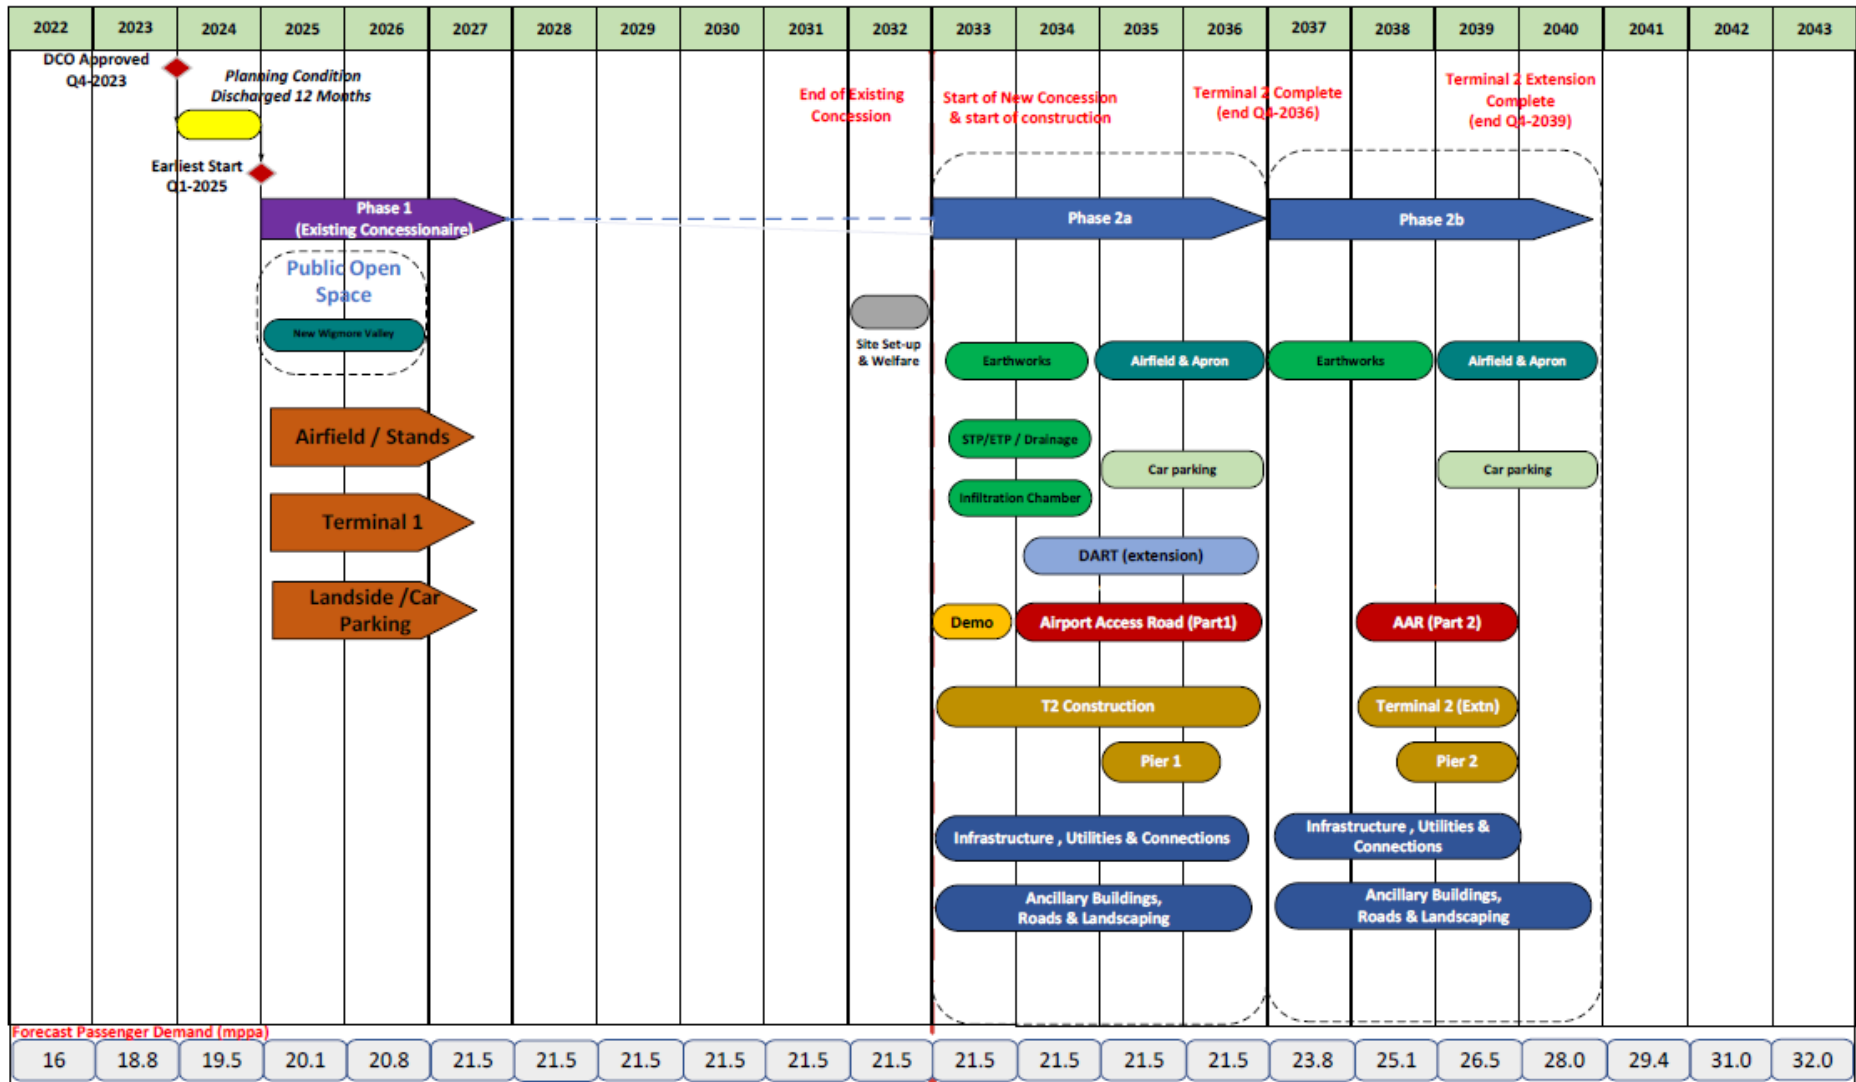 2022 2023 2024 2025 2026 2027 2028 2029 2030 2031 2032 2033 2034 2035 2036 2037 2038 2039 2040 2041 2042 2043
DCO Approved
Q4-2023
Planning Condition
Discharged 12 Months
End of Existing
Concession
Start of New Concession
& start of construction
Terminal 2 Complete
(end Q4-2036)
Terminal 2 Extension
Complete
(end Q4-2039)
Earliest Start
Q1-2025
Phase 1
(Existing Concessionaire)
Phase 2a
Phase 2b
Public Open
Space
New Wigmore Valley
Site Set-up
& Welfare
Earthworks
Airfield & Apron
Earthworks
Airfield & Apron
Airfield / Stands
STP/ETP / Drainage
Car parking
Car parking
Infiltration Chamber
Terminal 1
DART (extension)
Landside /Car
Parking
Demo
Airport Access Road (Part1)
AAR (Part 2)
T2 Construction
Terminal 2 (Extn)
Pier 1
Pier 2
Infrastructure , Utilities & Connections
Infrastructure , Utilities &
Connections
Ancillary Buildings,
Roads & Landscaping
Ancillary Buildings,
Roads & Landscaping
Forecast Passenger Demand (mppa)
16 18.8 19.5 20.1 20.8 21.5 21.5 21.5 21.5 21.5 21.5 21.5 21.5 21.5 21.5 23.8 25.1 26.5 28.0 29.4 31.0 32.0